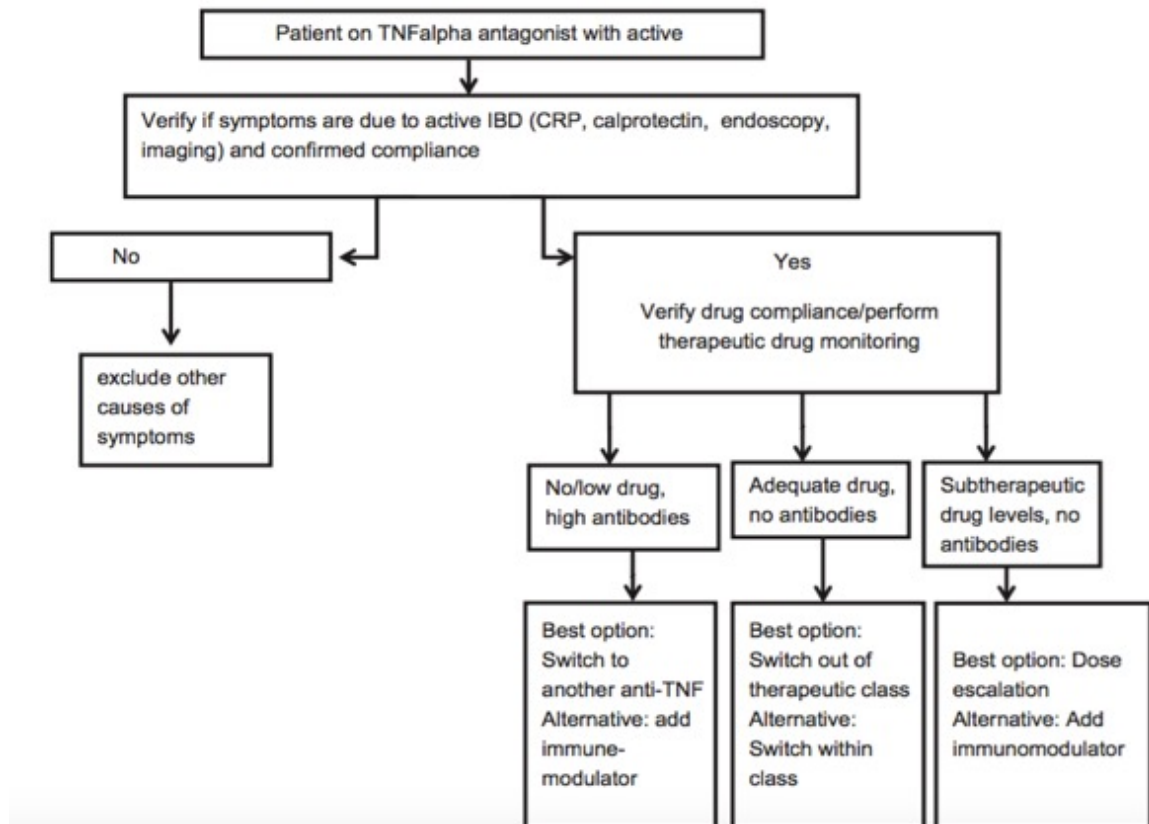 Patient on TNFalpha antagonist with active
Verify if symptoms are due to active IBD (CRP, calprotectin, endoscopy,
imaging) and confirmed compliance
No
Yes
Verify drug compliance/perform
therapeutic drug monitoring
exclude other
causes of
symptoms
No/low drug,
high antibodies
Adequate drug,
no antibodies
Subtherapeutic
drug levels, no
antibodies
Best option:
Switch to
another anti-TNF
Alternative: add
immune-
modulator
Best option:
Switch out of
therapeutic class
Alternative:
Switch within
class
Best option: Dose
escalation
Alternative: Add
immunomodulator